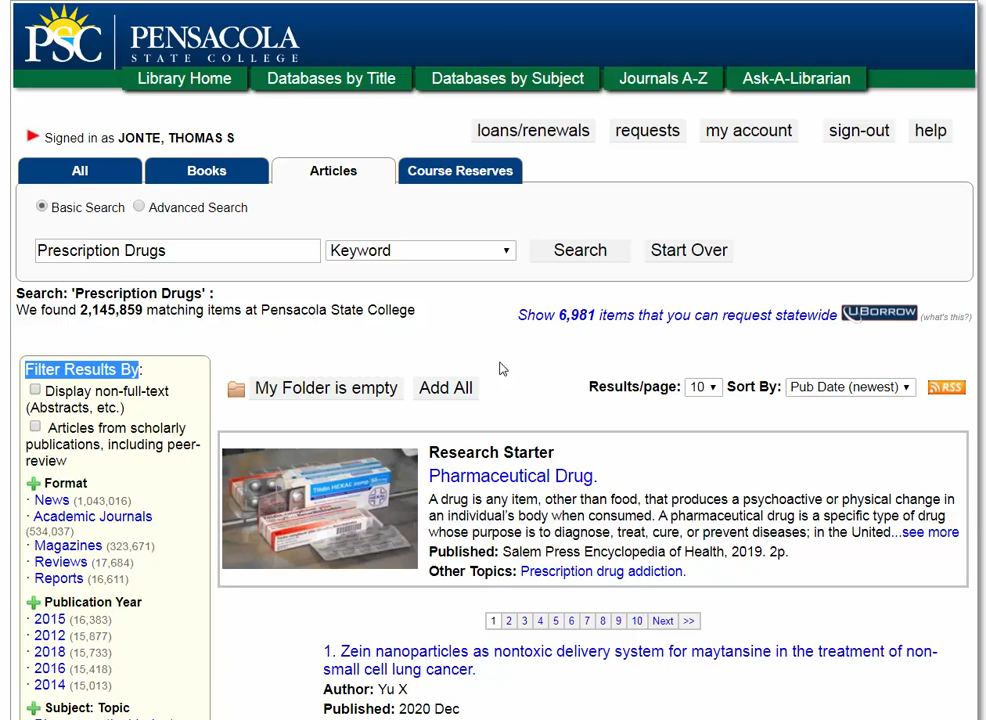 PSC PENSACOLA
STATE COLLEGE
Library Home Databases by Title Databases by Subject Journals A-Z Ask-A-Librarian
Signed in as JONTE, THOMAS S
loans/renewals requests my account sign-out help
All Books Articles Course Reserves
Basic Search Advanced Search
Prescription Drugs Keyword Search Start Over
Search: 'Prescription Drugs' :
We found 2,145,859 matching items at Pensacola State College
Show 6,981 items that you can request statewide UBORROW (what's this?)
Filter Results By:
Display non-full-text
(Abstracts, etc.)
Articles from scholarly
publications, including peer-
review
Format
· News (1,043,016)
· Academic Journals
(534,037)
· Magazines (323,671)
· Reviews (17,684)
· Reports (16,611)
Publication Year
· 2015 (16,383)
· 2012 (15,877)
· 2018 (15,733)
· 2016 (15,418)
· 2014 (15,013)
Subject: Topic
My Folder is empty Add All
Results/page: 10 Sort By: Pub Date (newest) RSS
Research Starter
Pharmaceutical Drug.
A drug is any item, other than food, that produces a psychoactive or physical change in
an individual's body when consumed. A pharmaceutical drug is a specific type of drug
whose purpose is to diagnose, treat, cure, or prevent diseases; in the United...see more
Published: Salem Press Encyclopedia of Health, 2019. 2p.
Other Topics: Prescription drug addiction.
1 2 3 4 5 6 7 8 9 10 Next >>
1. Zein nanoparticles as nontoxic delivery system for maytansine in the treatment of non-
small cell lung cancer.
Author: Yu X
Published: 2020 Dec